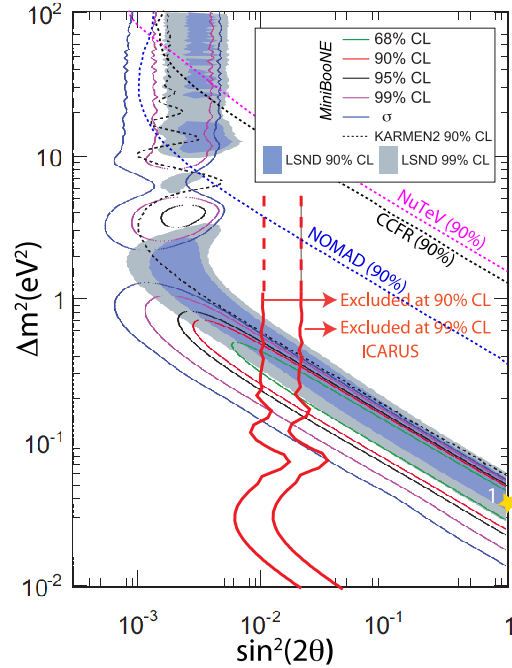 10²
10
1
10⁻¹
10⁻²
Δm²(eV²)
MiniBooNE
68% CL
90% CL
95% CL
99% CL
σ
KARMEN2 90% CL
LSND 90% CL
LSND 99% CL
NuTeV (90%)
CCFR (90%)
NOMAD (90%)
Excluded at 90% CL
Excluded at 99% CL
ICARUS
1
10⁻³
10⁻²
10⁻¹
1
sin²(2θ)